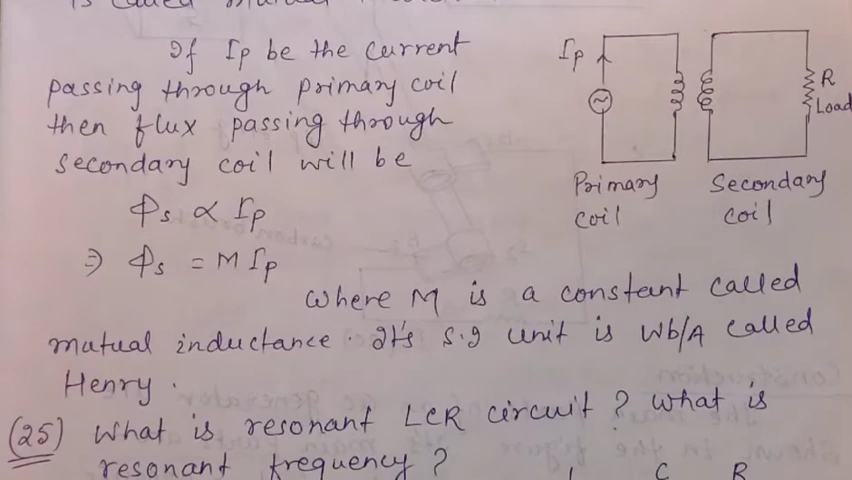 is called
If Ip be the current
passing through primary coil
then flux passing through
secondary coil will be
Φs ∝ Ip
⇒ Φs = M Ip
Ip
R
Load
Primary
coil
Secondary
coil
where M is a constant called
mutual inductance. It's S.I unit is Wb/A called
Henry.
(25) What is resonant LCR circuit? What is
resonant frequency?
L C R